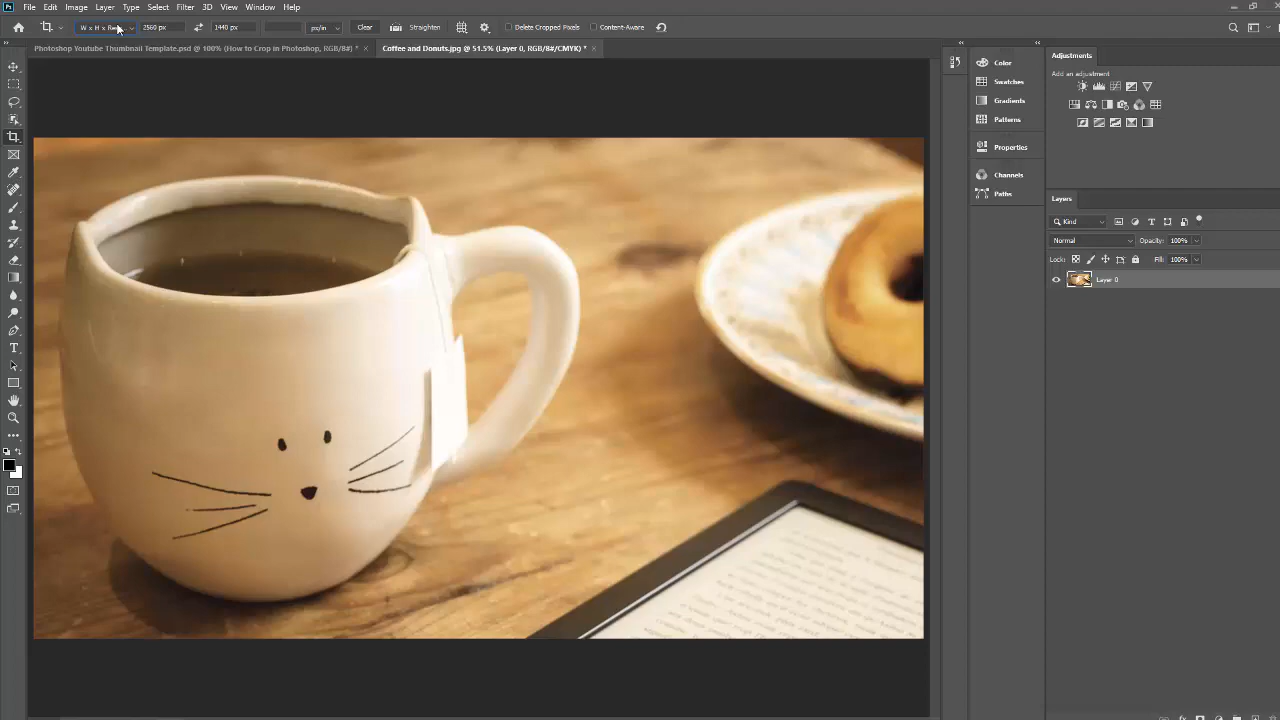 Ps File Edit Image Layer Type Select Filter 3D View Window Help
W x H x Res... 2560 px 1440 px px/in Clear Straighten Delete Cropped Pixels Content-Aware
Photoshop Youtube Thumbnail Template.psd @ 100% (How to Crop in Photoshop, RGB/8#) * × Coffee and Donuts.jpg @ 51.5% (Layer 0, RGB/8#/CMYK) * ×
Color
Swatches
Gradients
Patterns
Properties
Channels
Paths
Adjustments
Add an adjustment
Layers
Kind
Normal Opacity: 100%
Lock: Fill: 100%
Layer 0